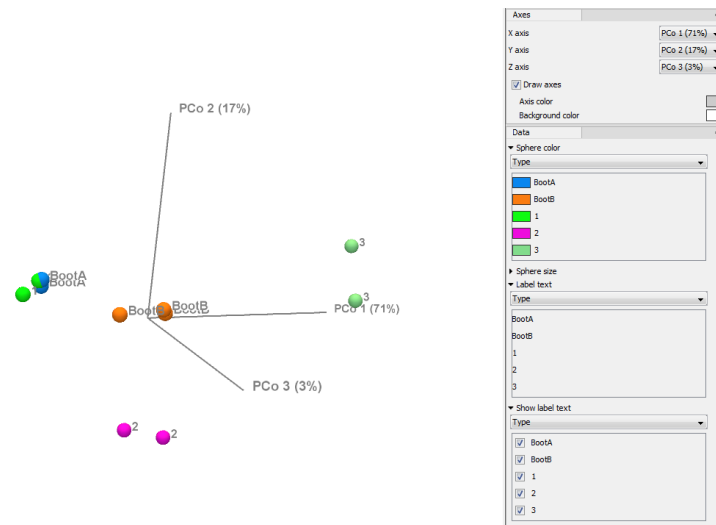 PCo 2 (17%)
3
BootA
BootA
1
3
BootB
BootB
PCo 1 (71%)
PCo 3 (3%)
2
2
Axes
X axis PCo 1 (71%)
Y axis PCo 2 (17%)
Z axis PCo 3 (3%)
Draw axes
Axis color
Background color
Data
Sphere color
Type
BootA
BootB
1
2
3
Sphere size
Label text
Type
BootA
BootB
1
2
3
Show label text
Type
BootA
BootB
1
2
3